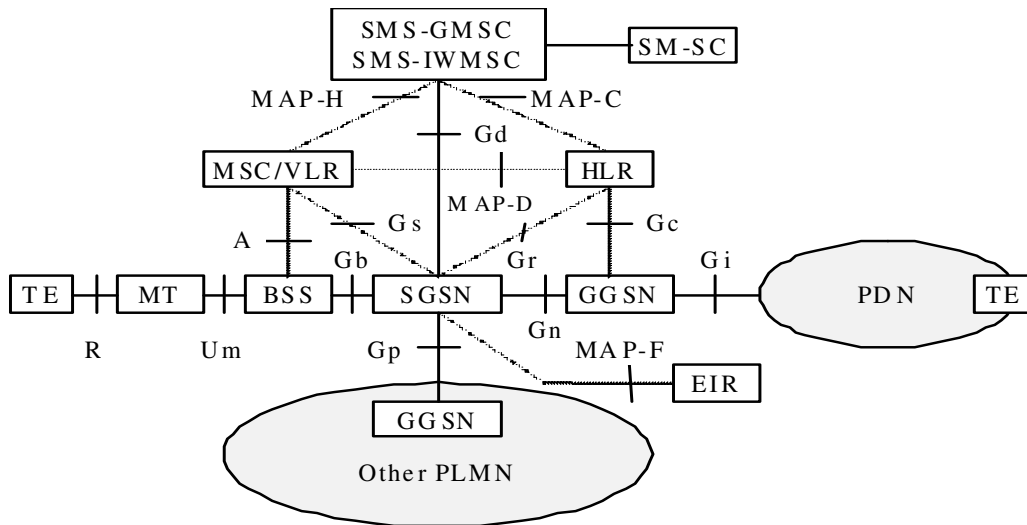 SMS-GMSC
SMS-IWMSC
SM-SC
MAP-H
MAP-C
Gd
MSC/VLR
HLR
MAP-D
A
Gs
Gc
Gb
Gr
Gi
TE
MT
BSS
SGSN
GGSN
PDN
TE
R
Um
Gn
Gp
MAP-F
EIR
GGSN
Other PLMN